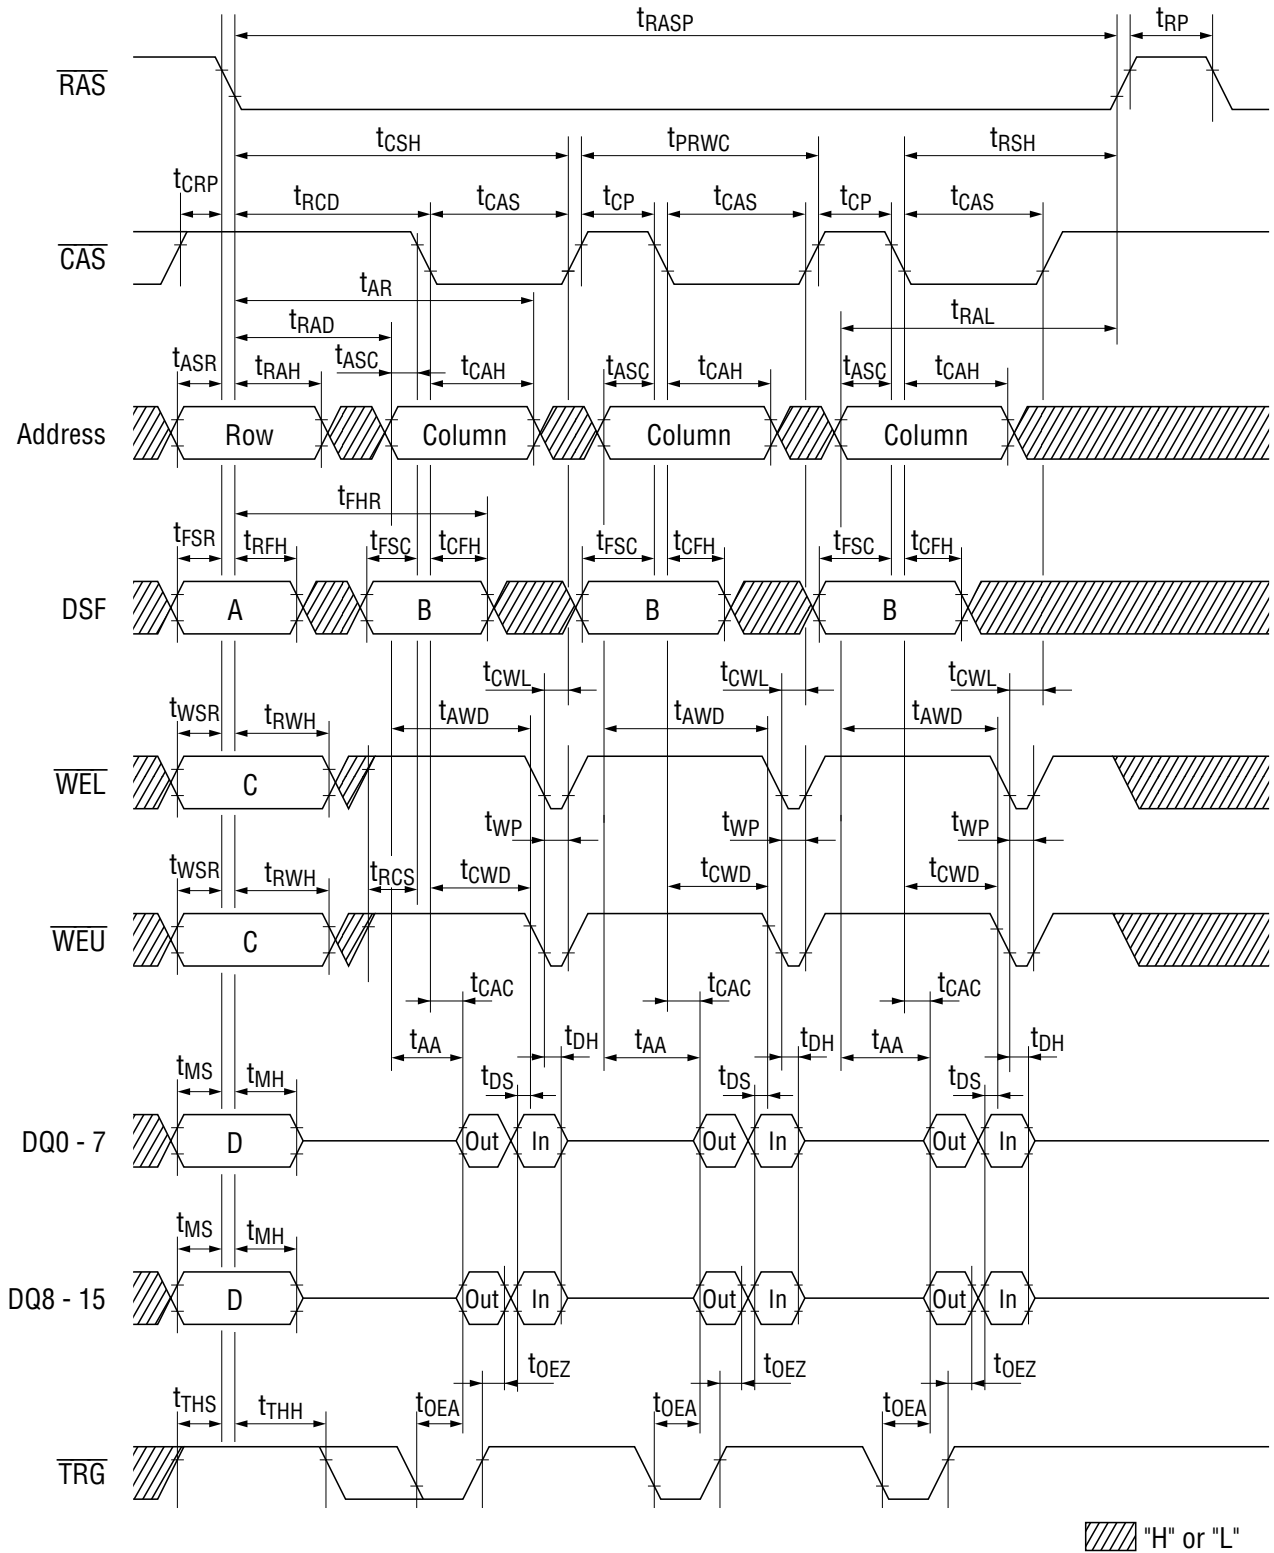 tRASP tRP
RAS
tCSH tPRWC tRSH
tCRP tRCD tCAS tCP tCAS tCP tCAS
CAS
tAR
tRAD tRAL
tASR tRAH tASC tCAH tASC tCAH tASC tCAH
Address Row Column Column Column
tFHR
tFSR tRFH tFSC tCFH tFSC tCFH tFSC tCFH
DSF A B B B
tCWL tCWL tCWL
tWSR tRWH tAWD tAWD tAWD
WEL C
tWP tWP tWP
tWSR tRWH tRCS tCWD tCWD tCWD
WEU C
tCAC tCAC tCAC
tAA tDH tAA tDH tAA tDH
tMS tMH tDS tDS tDS
DQ0 - 7 D Out In Out In Out In
tMS tMH
DQ8 - 15 D Out In Out In Out In
tOEZ tOEZ tOEZ
tTHS tTHH tOEA tOEA tOEA
TRG
"H" or "L"